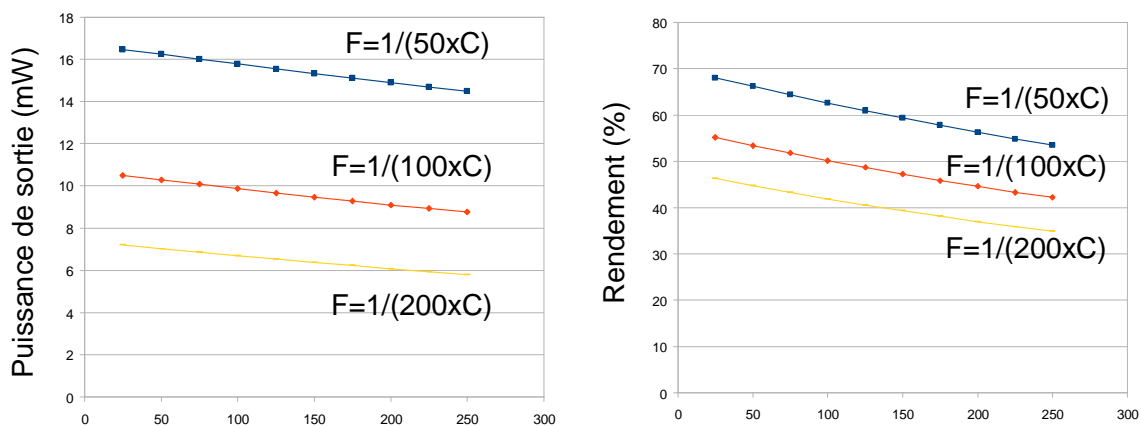 18
16
14
12
10
8
6
4
2
0
Puissance de sortie (mW)
F=1/(50xC)
F=1/(100xC)
F=1/(200xC)
0 50 100 150 200 250 300
80
70
60
50
40
30
20
10
0
Rendement (%)
F=1/(50xC)
F=1/(100xC)
F=1/(200xC)
0 50 100 150 200 250 300